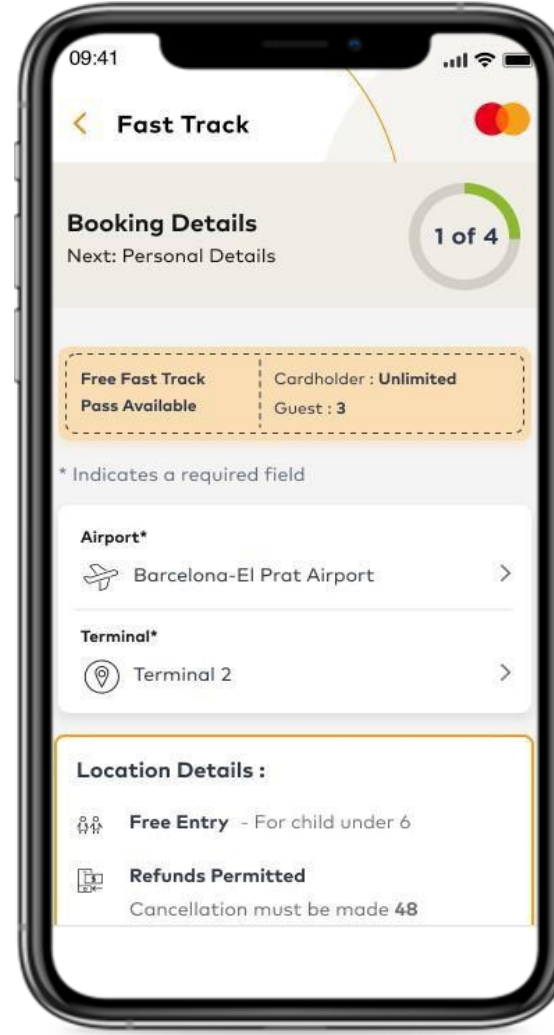 09:41
Fast Track
Booking Details
Next: Personal Details
1 of 4
Free Fast Track
Pass Available
Cardholder : Unlimited
Guest : 3
* Indicates a required field
Airport*
Barcelona-El Prat Airport
Terminal*
Terminal 2
Location Details :
Free Entry - For child under 6
Refunds Permitted
Cancellation must be made 48